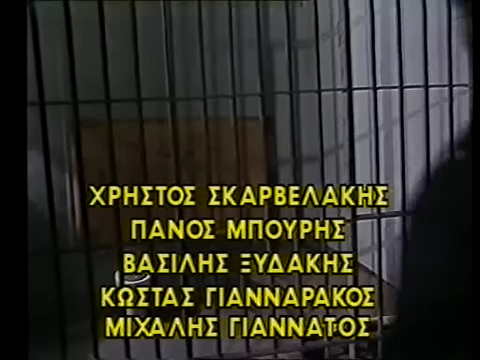 ΧΡΗΣΤΟΣ ΣΚΑΡΒΕΛΑΚΗΣ
ΠΑΝΟΣ ΜΠΟΥΡΗΣ
ΒΑΣΙΛΗΣ ΞΥΔΑΚΗΣ
ΚΩΣΤΑΣ ΓΙΑΝΝΑΡΑΚΟΣ
ΜΙΧΑΛΗΣ ΓΙΑΝΝΑΤΟΣ